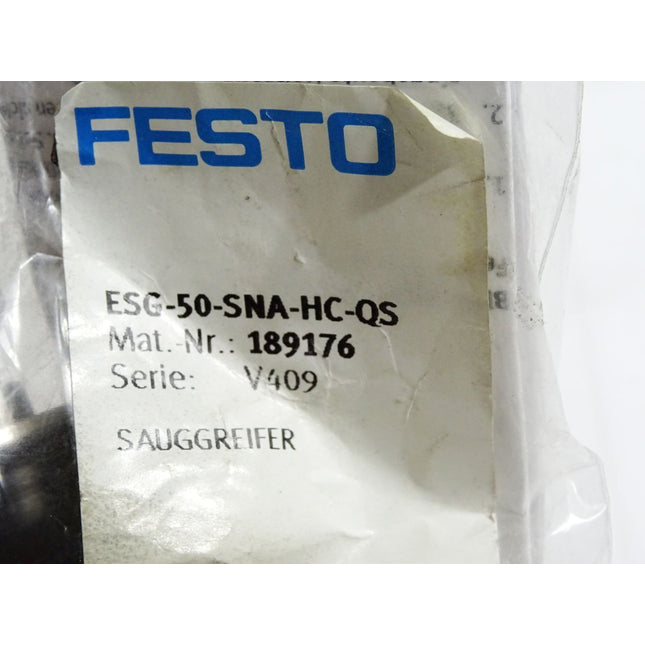 FESTO
ESG-50-SNA-HC-QS
Mat.-Nr.: 189176
Serie: V409
SAUGGREIFER